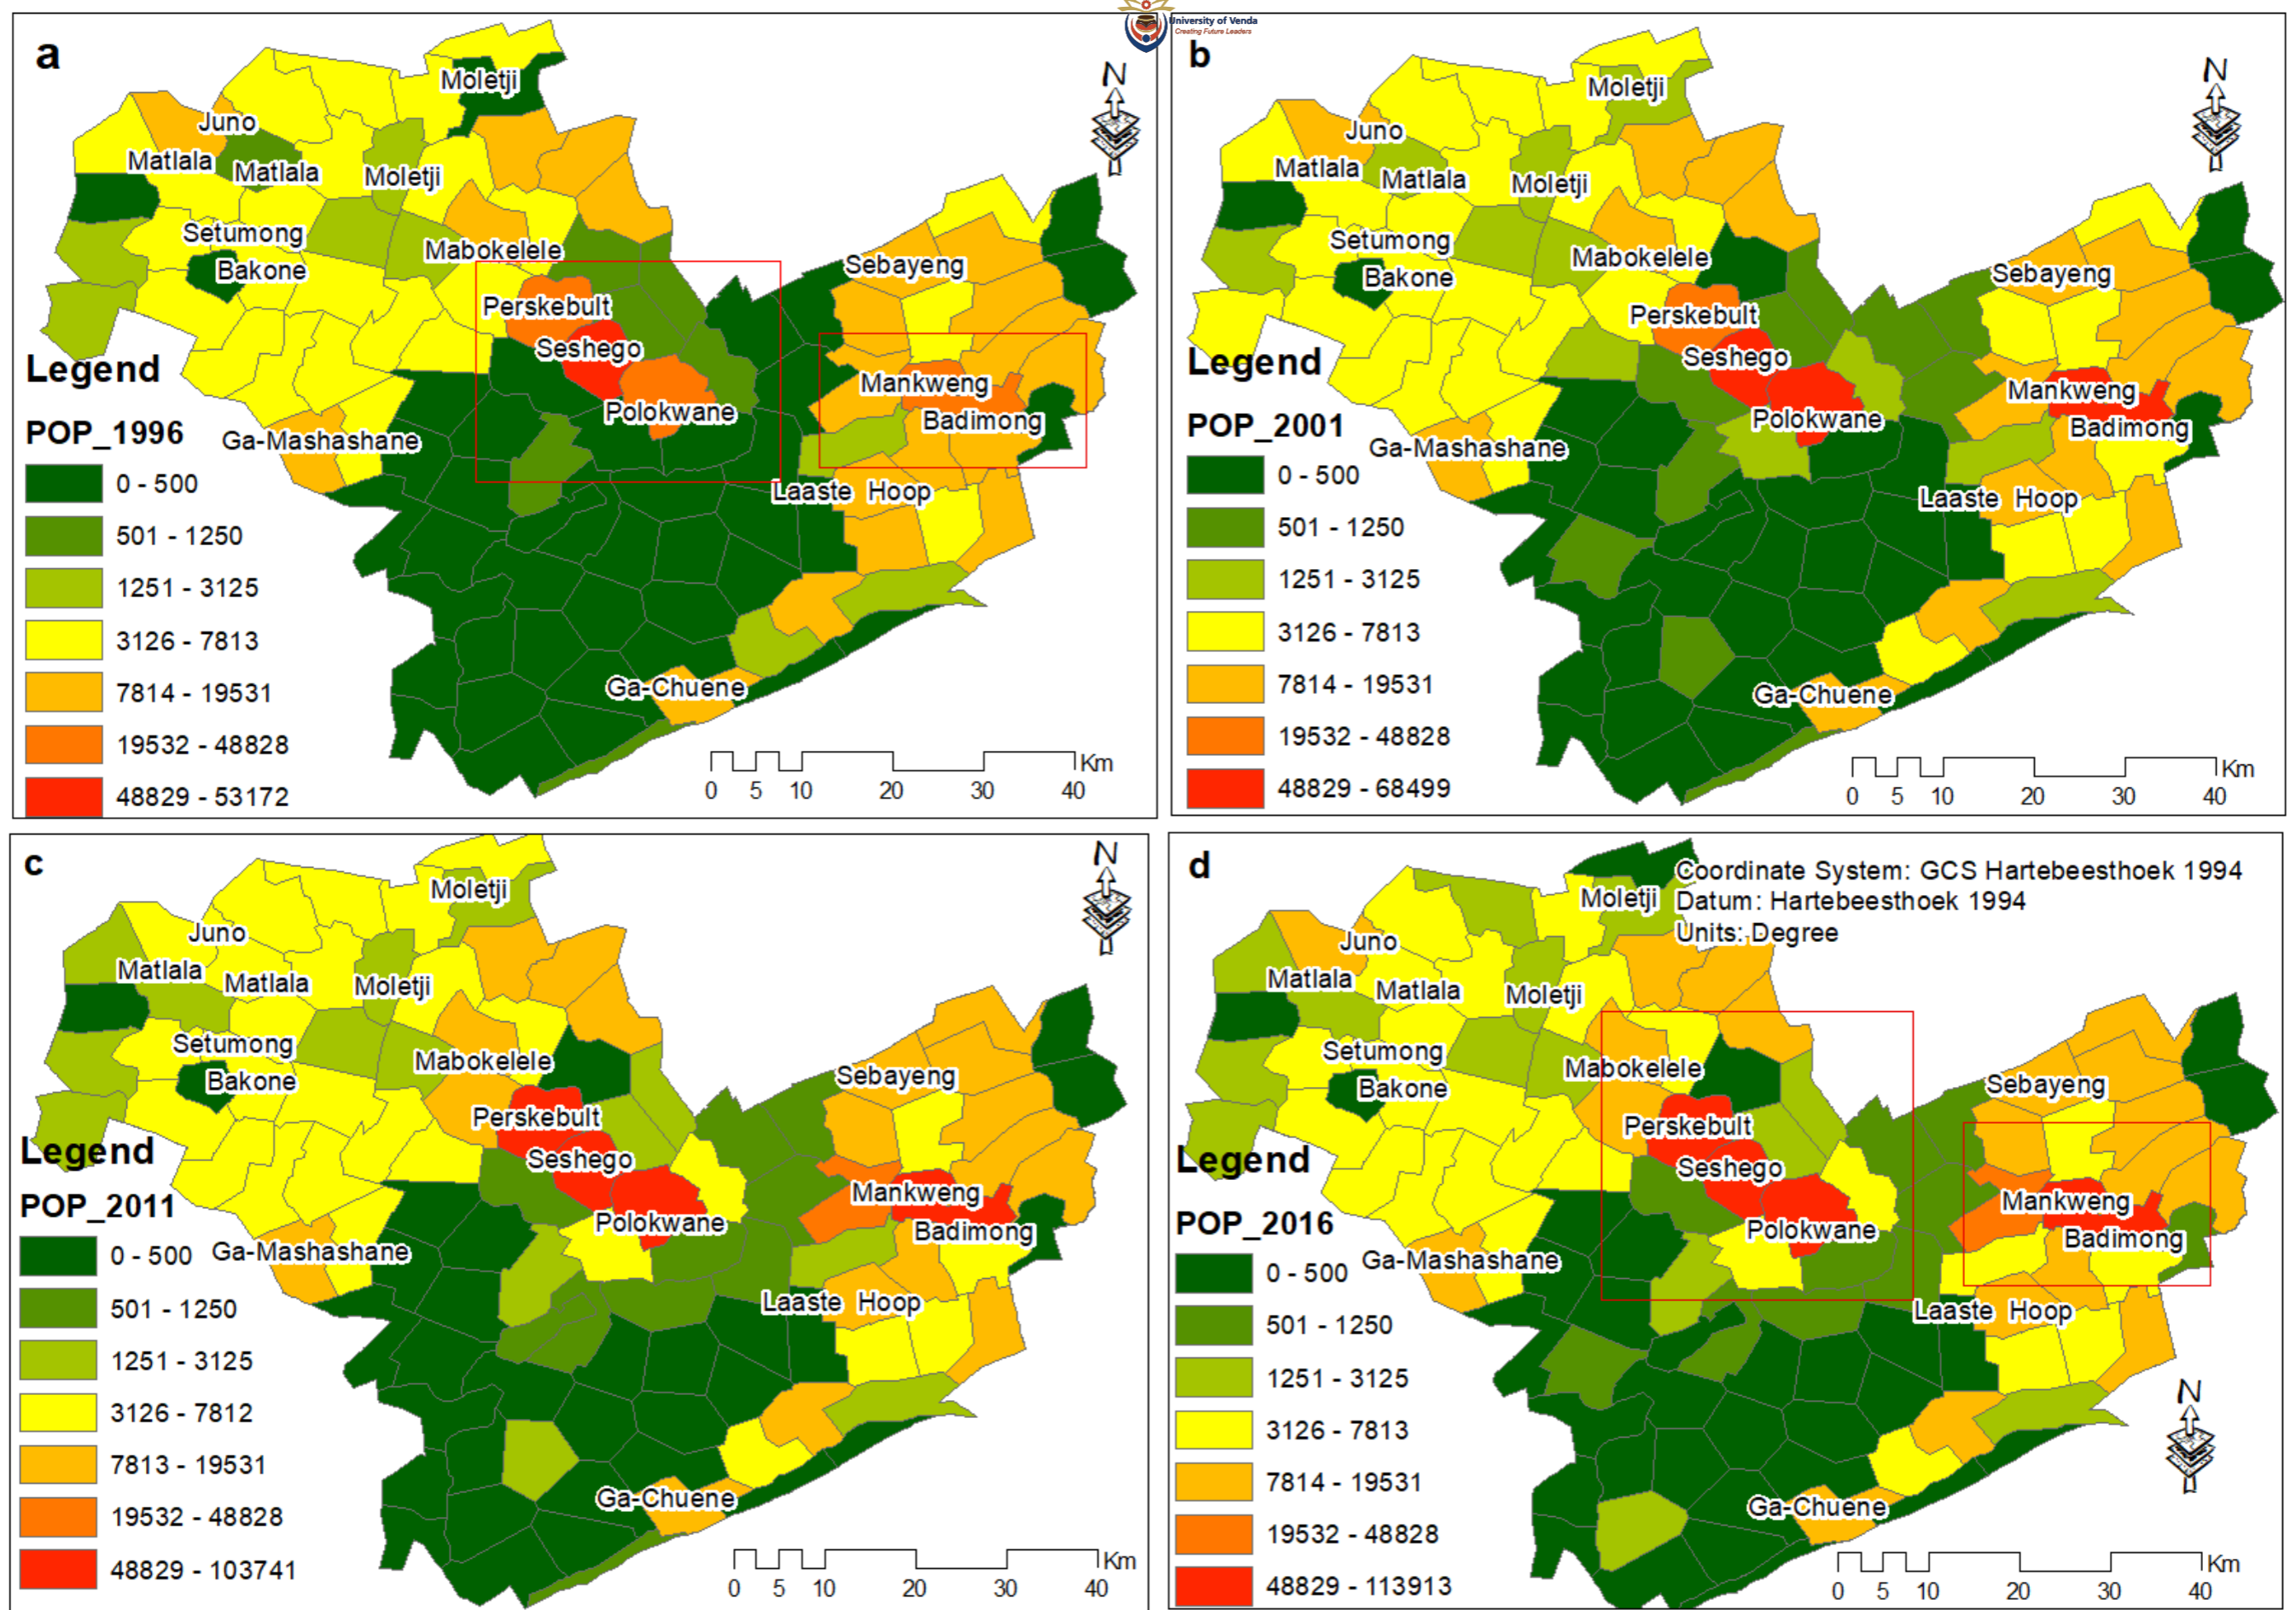 University of Venda
Creating Future Leaders
a
N
Moletji
Juno
Matlala
Matlala
Moletji
Setumong
Mabokelele
Bakone
Sebayeng
Perskebult
Seshego
Mankweng
Polokwane
Badimong
Ga-Mashashane
Laaste Hoop
Ga-Chuene
Legend
POP_1996
0 - 500
501 - 1250
1251 - 3125
3126 - 7813
7814 - 19531
19532 - 48828
48829 - 53172
Km
0 5 10 20 30 40
b
N
Moletji
Juno
Matlala
Matlala
Moletji
Setumong
Mabokelele
Bakone
Sebayeng
Perskebult
Seshego
Mankweng
Polokwane
Badimong
Ga-Mashashane
Laaste Hoop
Ga-Chuene
Legend
POP_2001
0 - 500
501 - 1250
1251 - 3125
3126 - 7813
7814 - 19531
19532 - 48828
48829 - 68499
Km
0 5 10 20 30 40
c
N
Moletji
Juno
Matlala
Matlala
Moletji
Setumong
Mabokelele
Bakone
Sebayeng
Perskebult
Seshego
Mankweng
Polokwane
Badimong
Ga-Mashashane
Laaste Hoop
Ga-Chuene
Legend
POP_2011
0 - 500
501 - 1250
1251 - 3125
3126 - 7812
7813 - 19531
19532 - 48828
48829 - 103741
Km
0 5 10 20 30 40
d
Coordinate System: GCS Hartebeesthoek 1994
Datum: Hartebeesthoek 1994
Units: Degree
Moletji
Juno
Matlala
Matlala
Moletji
Setumong
Mabokelele
Bakone
Sebayeng
Perskebult
Seshego
Mankweng
Polokwane
Badimong
Ga-Mashashane
Laaste Hoop
Ga-Chuene
N
Legend
POP_2016
0 - 500
501 - 1250
1251 - 3125
3126 - 7813
7814 - 19531
19532 - 48828
48829 - 113913
Km
0 5 10 20 30 40